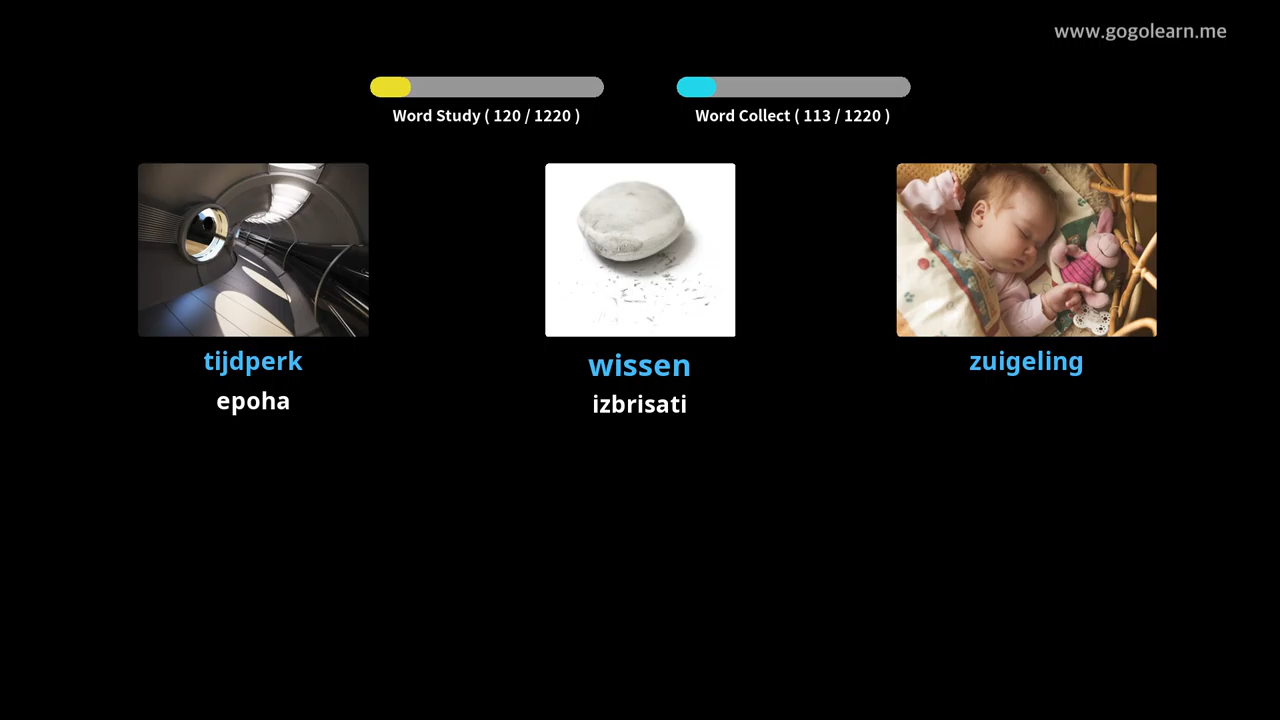 www.gogolearn.me
Word Study ( 120 / 1220 )
Word Collect ( 113 / 1220 )
tijdperk
epoha
wissen
izbrisati
zuigeling